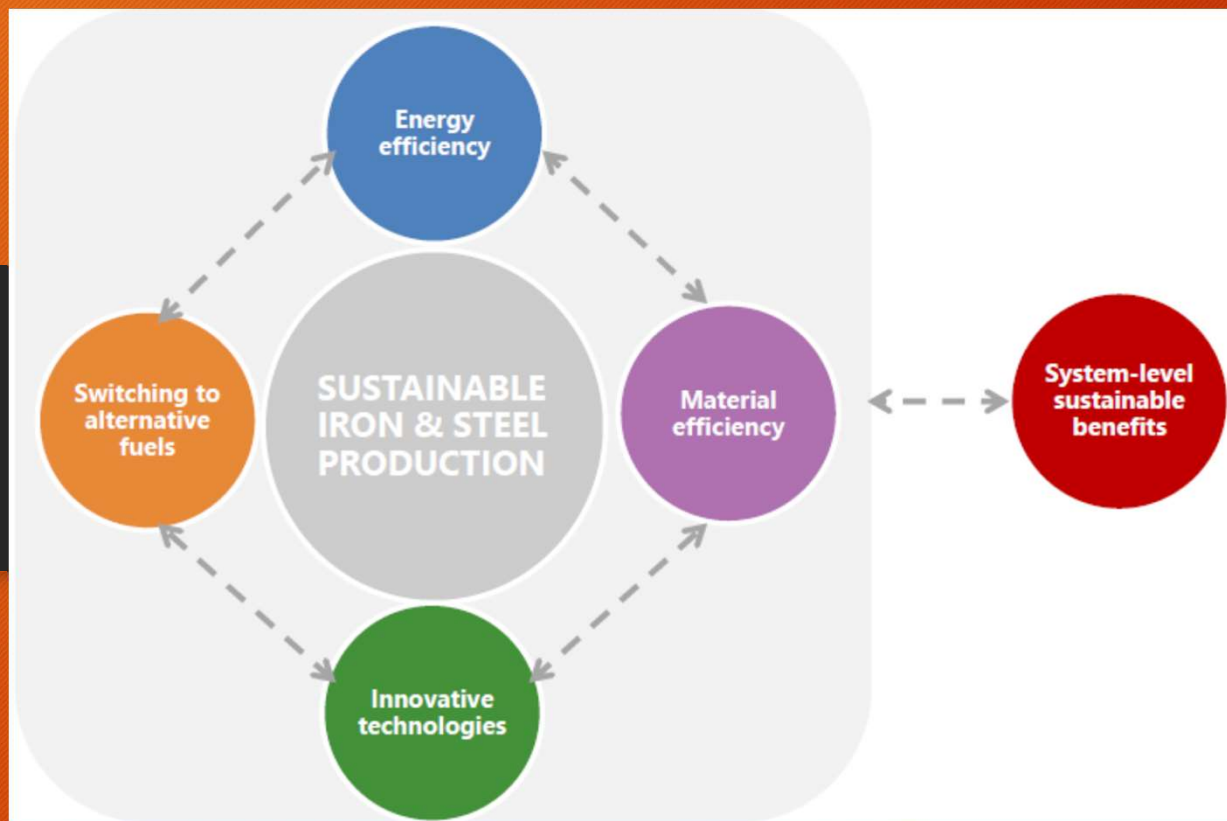 Energy
efficiency
Switching to
alternative
fuels
SUSTAINABLE
IRON & STEEL
PRODUCTION
Material
efficiency
System-level
sustainable
benefits
Innovative
technologies